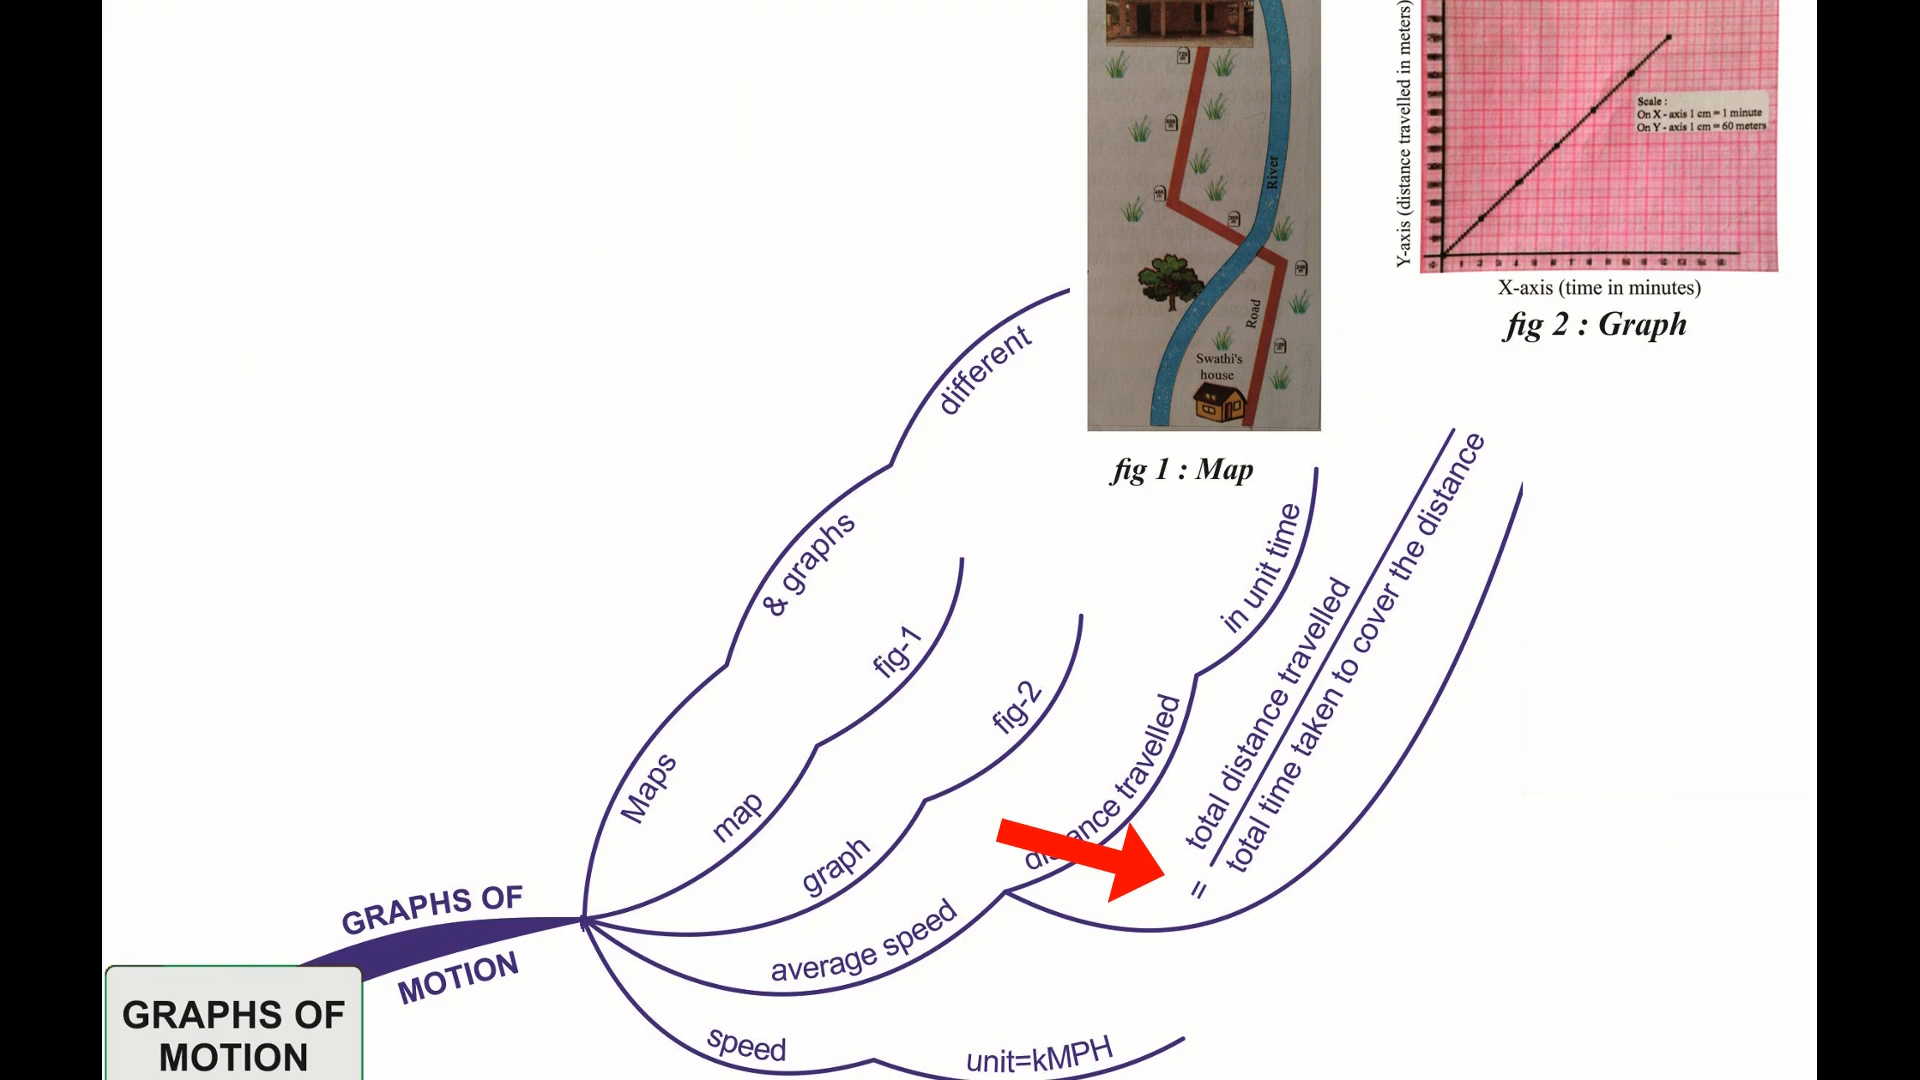 Y-axis (distance travelled in meters)
Scale :
On X - axis 1 cm = 1 minute
On Y - axis 1 cm = 60 meters
X-axis (time in minutes)
fig 2 : Graph
River
Road
Swathi's
house
fig 1 : Map
different
& graphs
Maps
fig-1
map
fig-2
graph
in unit time
distance travelled
average speed
total distance travelled
=
total time taken to cover the distance
speed
unit=kMPH
GRAPHS OF
MOTION
GRAPHS OF
MOTION